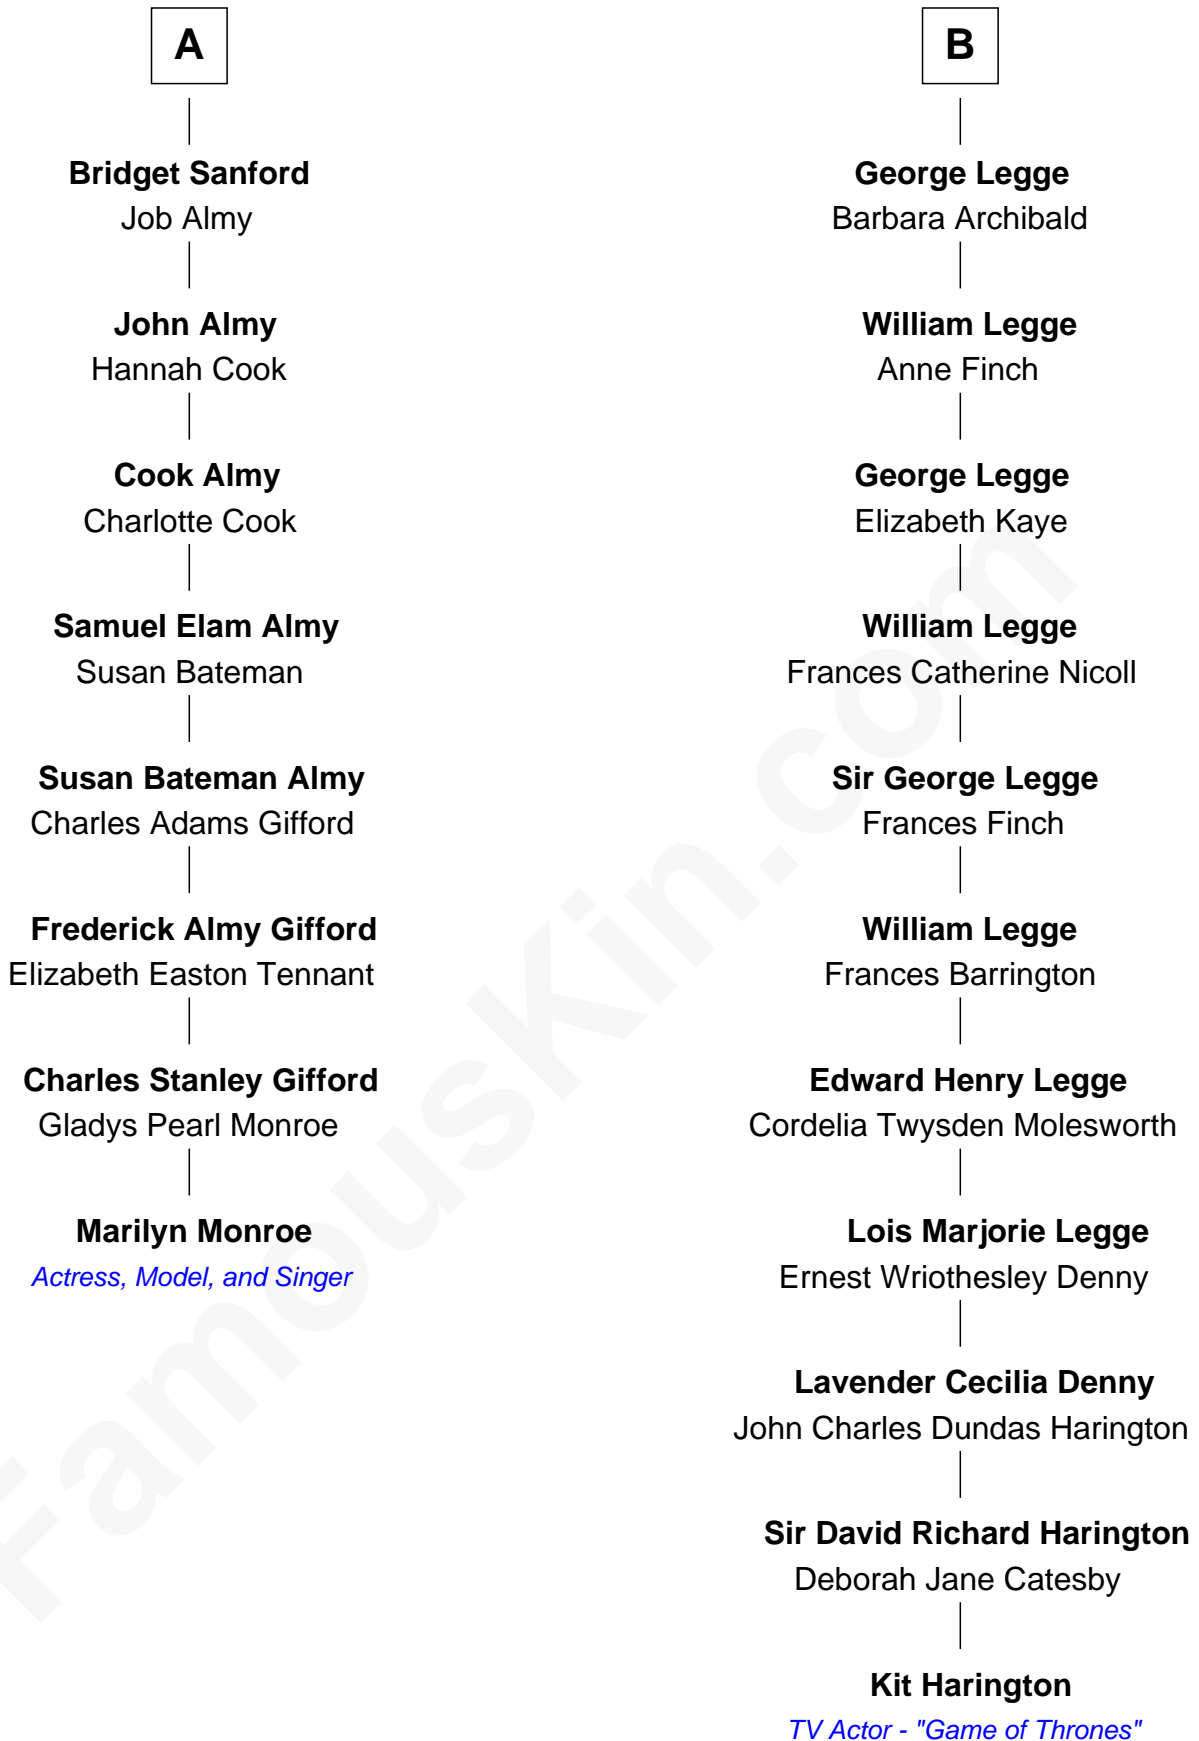 A
Bridget Sanford
Job Almy
John Almy
Hannah Cook
Cook Almy
Charlotte Cook
Samuel Elam Almy
Susan Bateman
Susan Bateman Almy
Charles Adams Gifford
Frederick Almy Gifford
Elizabeth Easton Tennant
Charles Stanley Gifford
Gladys Pearl Monroe
Marilyn Monroe
Actress, Model, and Singer
B
George Legge
Barbara Archibald
William Legge
Anne Finch
George Legge
Elizabeth Kaye
William Legge
Frances Catherine Nicoll
Sir George Legge
Frances Finch
William Legge
Frances Barrington
Edward Henry Legge
Cordelia Twysden Molesworth
Lois Marjorie Legge
Ernest Wriothesley Denny
Lavender Cecilia Denny
John Charles Dundas Harington
Sir David Richard Harington
Deborah Jane Catesby
Kit Harington
TV Actor - "Game of Thrones"
FamousKin.com